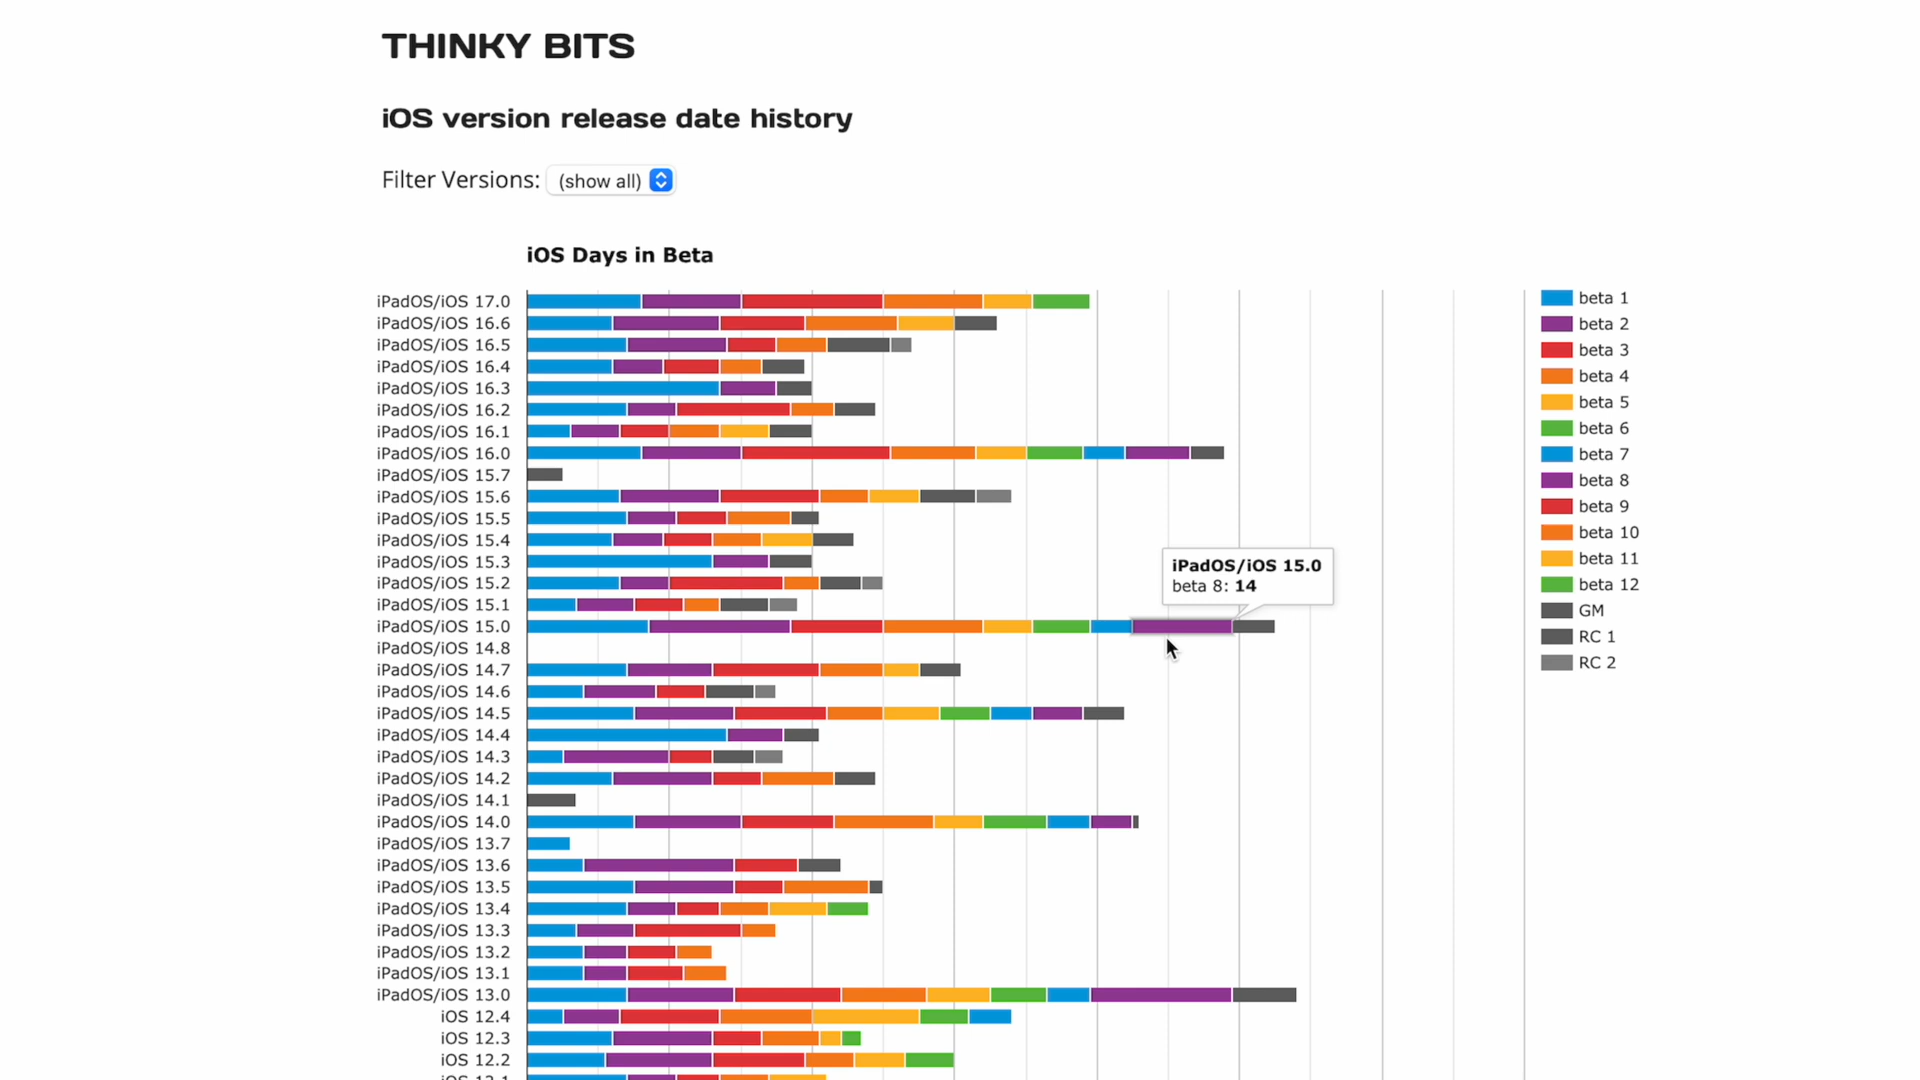 THINKY BITS
iOS version release date history
Filter Versions: (show all)
iOS Days in Beta
iPadOS/iOS 17.0
iPadOS/iOS 16.6
iPadOS/iOS 16.5
iPadOS/iOS 16.4
iPadOS/iOS 16.3
iPadOS/iOS 16.2
iPadOS/iOS 16.1
iPadOS/iOS 16.0
iPadOS/iOS 15.7
iPadOS/iOS 15.6
iPadOS/iOS 15.5
iPadOS/iOS 15.4
iPadOS/iOS 15.3
iPadOS/iOS 15.2
iPadOS/iOS 15.1
iPadOS/iOS 15.0
iPadOS/iOS 14.8
iPadOS/iOS 14.7
iPadOS/iOS 14.6
iPadOS/iOS 14.5
iPadOS/iOS 14.4
iPadOS/iOS 14.3
iPadOS/iOS 14.2
iPadOS/iOS 14.1
iPadOS/iOS 14.0
iPadOS/iOS 13.7
iPadOS/iOS 13.6
iPadOS/iOS 13.5
iPadOS/iOS 13.4
iPadOS/iOS 13.3
iPadOS/iOS 13.2
iPadOS/iOS 13.1
iPadOS/iOS 13.0
iOS 12.4
iOS 12.3
iOS 12.2
iPadOS/iOS 15.0
beta 8: 14
beta 1
beta 2
beta 3
beta 4
beta 5
beta 6
beta 7
beta 8
beta 9
beta 10
beta 11
beta 12
GM
RC 1
RC 2